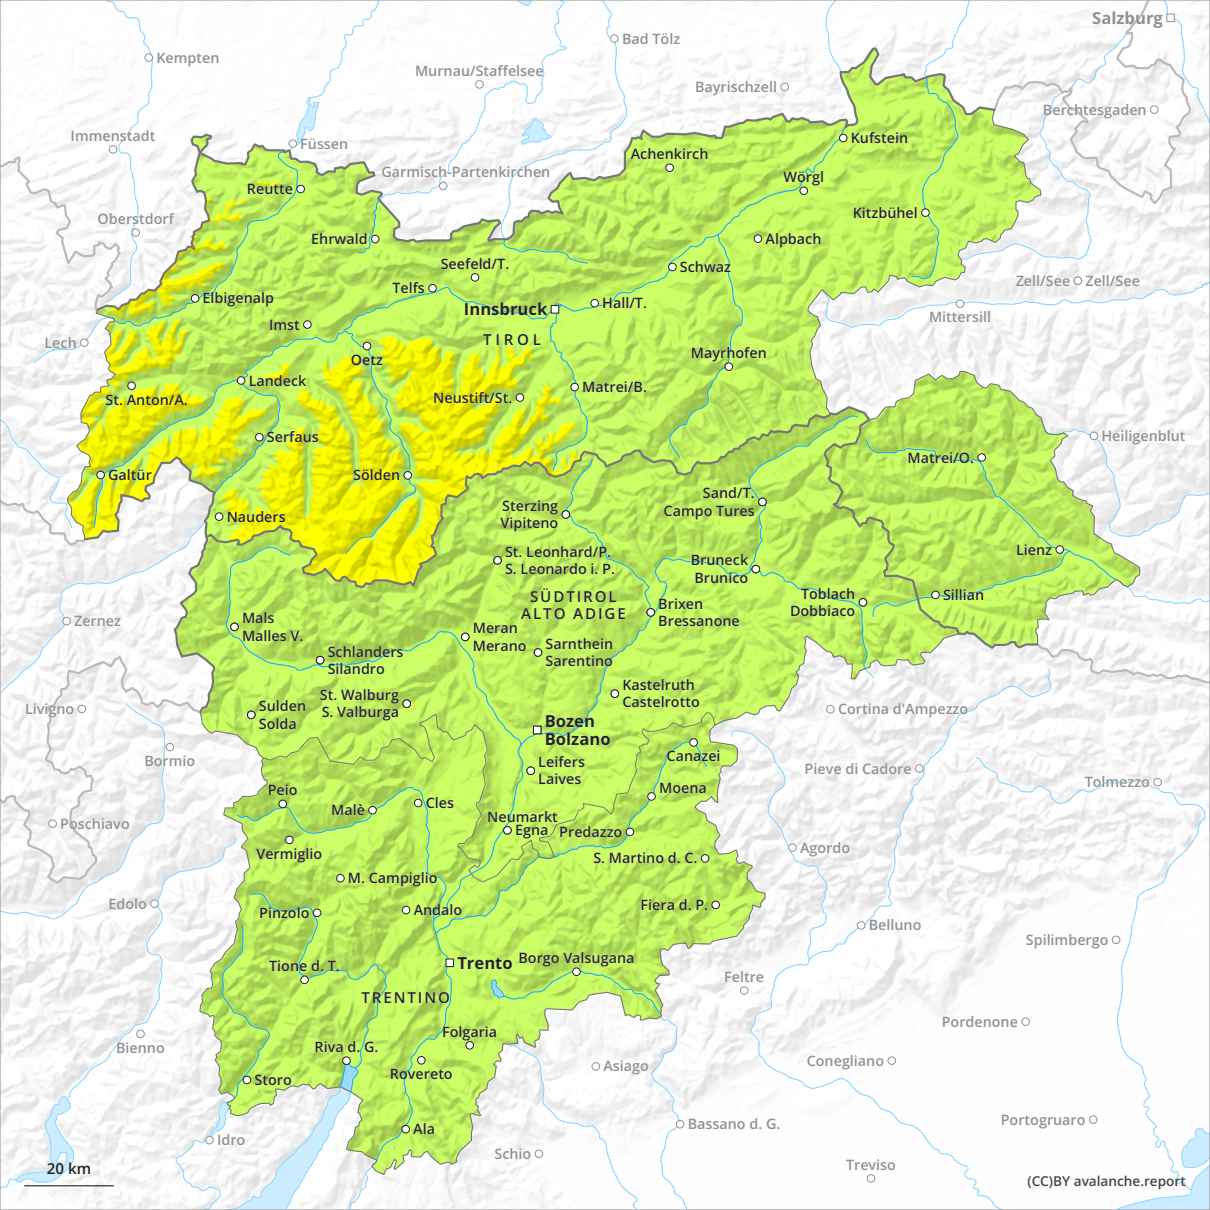 Salzburg
Bad Tölz
Kempten
Murnau/Staffelsee
Bayrischzell
Berchtesgaden
Immenstadt
Füssen
Kufstein
Achenkirch
Garmisch-Partenkirchen
Wörgl
Reutte
Oberstdorf
Kitzbühel
Ehrwald
Alpbach
Seefeld/T.
Schwaz
Zell/See
Zell/See
Telfs
Elbigenalp
Hall/T.
Innsbruck
Mittersill
Imst
Lech
TIROL
Oetz
Mayrhofen
Landeck
Matrei/B.
St. Anton/A.
Neustift/St.
Serfaus
Heiligenblut
Matrei/O.
Galtür
Sölden
Sand/T.
Campo Tures
Sterzing
Vipiteno
Nauders
Lienz
St. Leonhard/P.
S. Leonardo i. P.
Bruneck
Brunico
SÜDTIROL
ALTO ADIGE
Toblach
Dobbiaco
Sillian
Brixen
Bressanone
Zernez
Mals
Malles V.
Meran
Merano
Sarnthein
Sarentino
Schlanders
Silandro
Kastelruth
Castelrotto
St. Walburg
S. Valburga
Livigno
Sulden
Solda
Cortina d'Ampezzo
Bozen
Bolzano
Bormio
Canazei
Leifers
Laives
Pieve di Cadore
Tolmezzo
Peio
Moena
Malè
Cles
Neumarkt
Egna
Predazzo
Poschiavo
Vermiglio
Agordo
S. Martino d. C.
M. Campiglio
Edolo
Pinzolo
Andalo
Fiera d. P.
Belluno
Spilimbergo
Trento
Borgo Valsugana
Tione d. T.
Feltre
TRENTINO
Pordenone
Folgaria
Bienno
Riva d. G.
Conegliano
Rovereto
Asiago
Storo
Portogruaro
Bassano d. G.
Ala
Idro
Schio
Treviso
20 km
(CC)BY avalanche.report